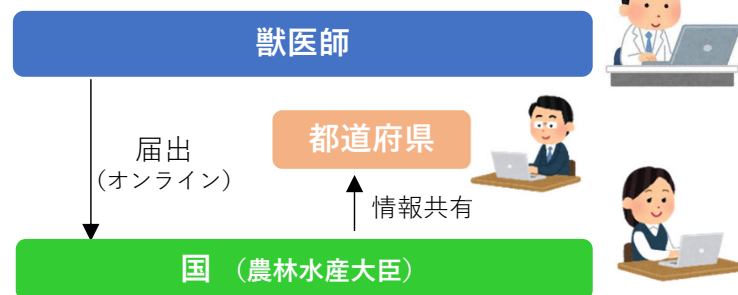 獣医師
届出
（オンライン）
都道府県
情報共有
国 （農林水産大臣）